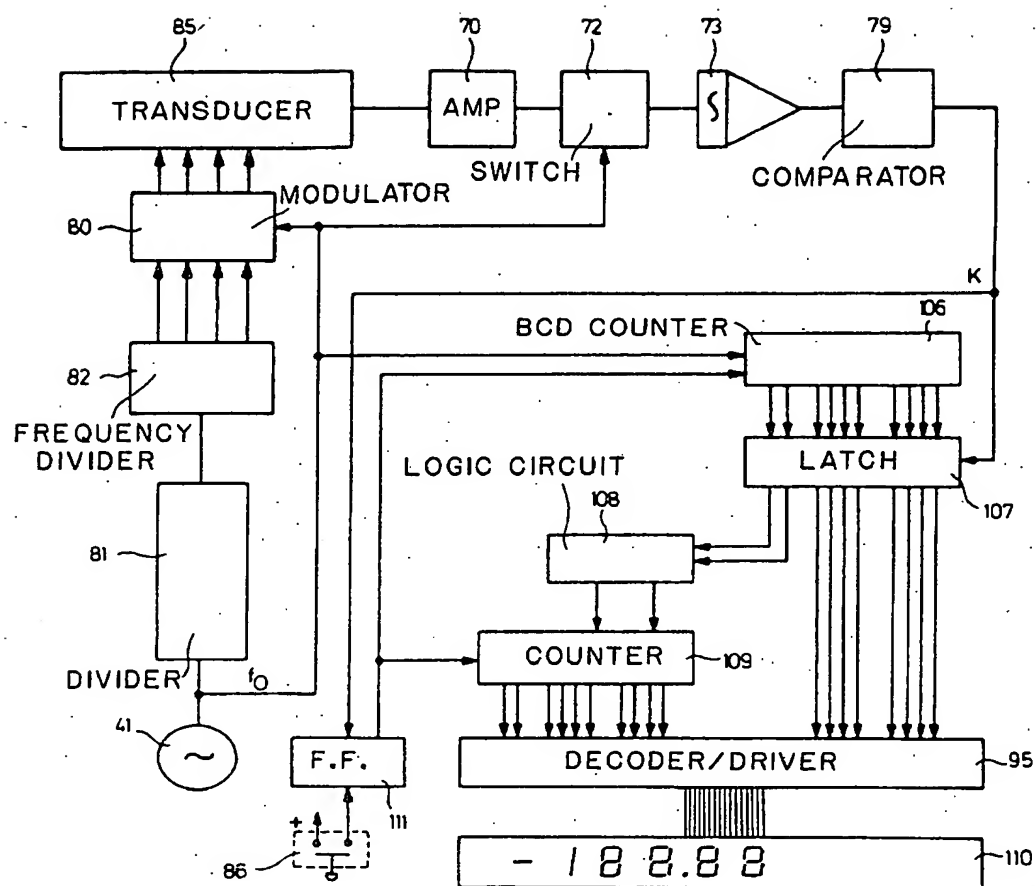 85
70
72
73
79
TRANSDUCER
AMP
∫
SWITCH
COMPARATOR
MODULATOR
80
K
106
BCD COUNTER
82
FREQUENCY
DIVIDER
LOGIC CIRCUIT
LATCH
107
108
81
COUNTER
109
DIVIDER
fO
41
~
F.F.
111
DECODER/DRIVER
95
+
86
- 188.88
110